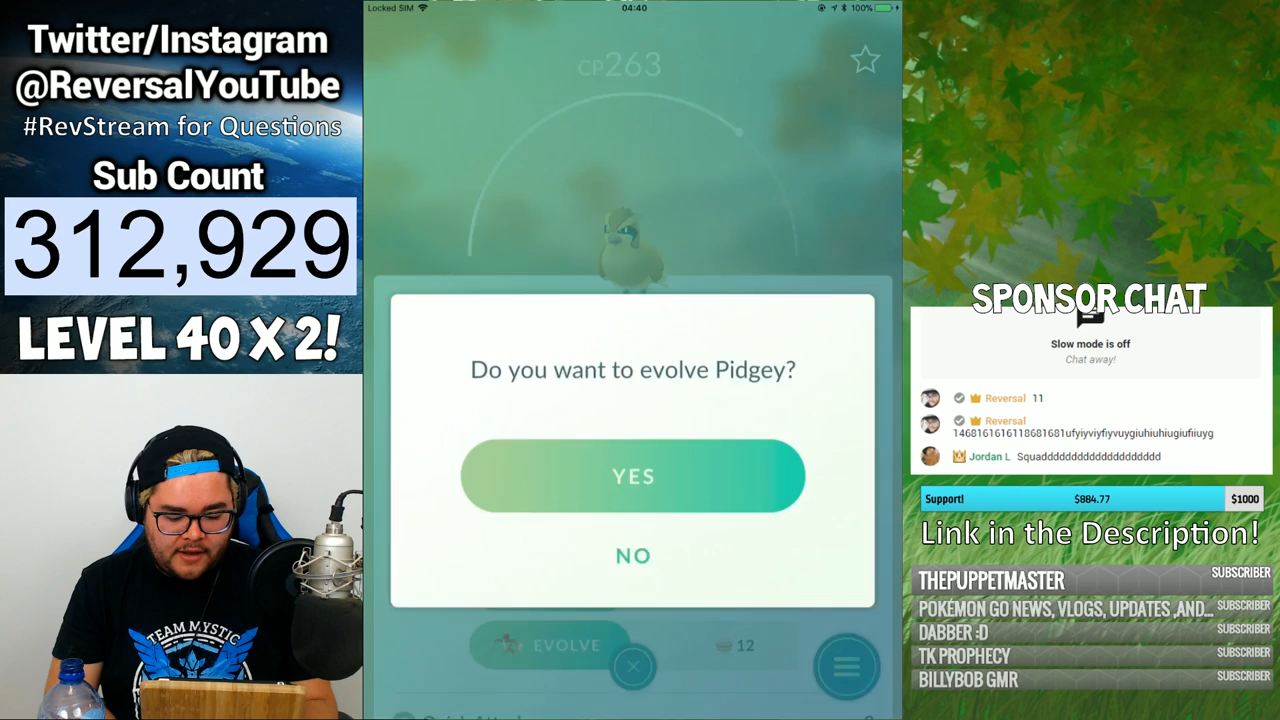 Twitter/Instagram
@ReversalYouTube
#RevStream for Questions
Sub Count
312,929
LEVEL 40 X 2!
TEAM MYSTIC
Locked SIM
04:40
100%
CP263
Do you want to evolve Pidgey?
YES
NO
EVOLVE
12
SPONSOR CHAT
Slow mode is off
Chat away!
Reversal 11
Reversal
1468161616118681681ufyiyviyfiyvuygiuhiuhiugiufiiuyg
Jordan L Squaddddddddddddddddddd
Support! $884.77 $1000
Link in the Description!
THEPUPPETMASTER SUBSCRIBER
POKÉMON GO NEWS, VLOGS, UPDATES ,AND... SUBSCRIBER
DABBER :D SUBSCRIBER
TK PROPHECY SUBSCRIBER
BILLYBOB GMR SUBSCRIBER